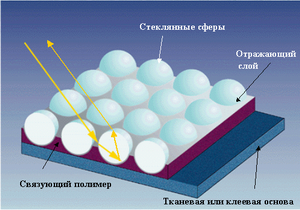 Стеклянные сферы
Отражающий
слой
Связующий полимер
Тканевая или клеевая основа